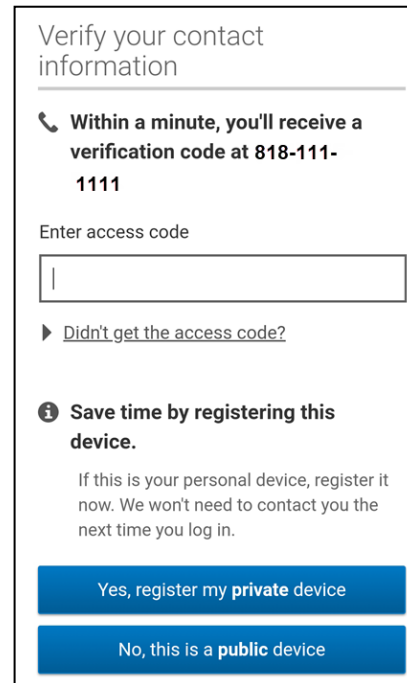 Verify your contact
information
Within a minute, you'll receive a
verification code at 818-111-
1111
Enter access code
Didn't get the access code?
Save time by registering this
device.
If this is your personal device, register it
now. We won't need to contact you the
next time you log in.
Yes, register my private device
No, this is a public device